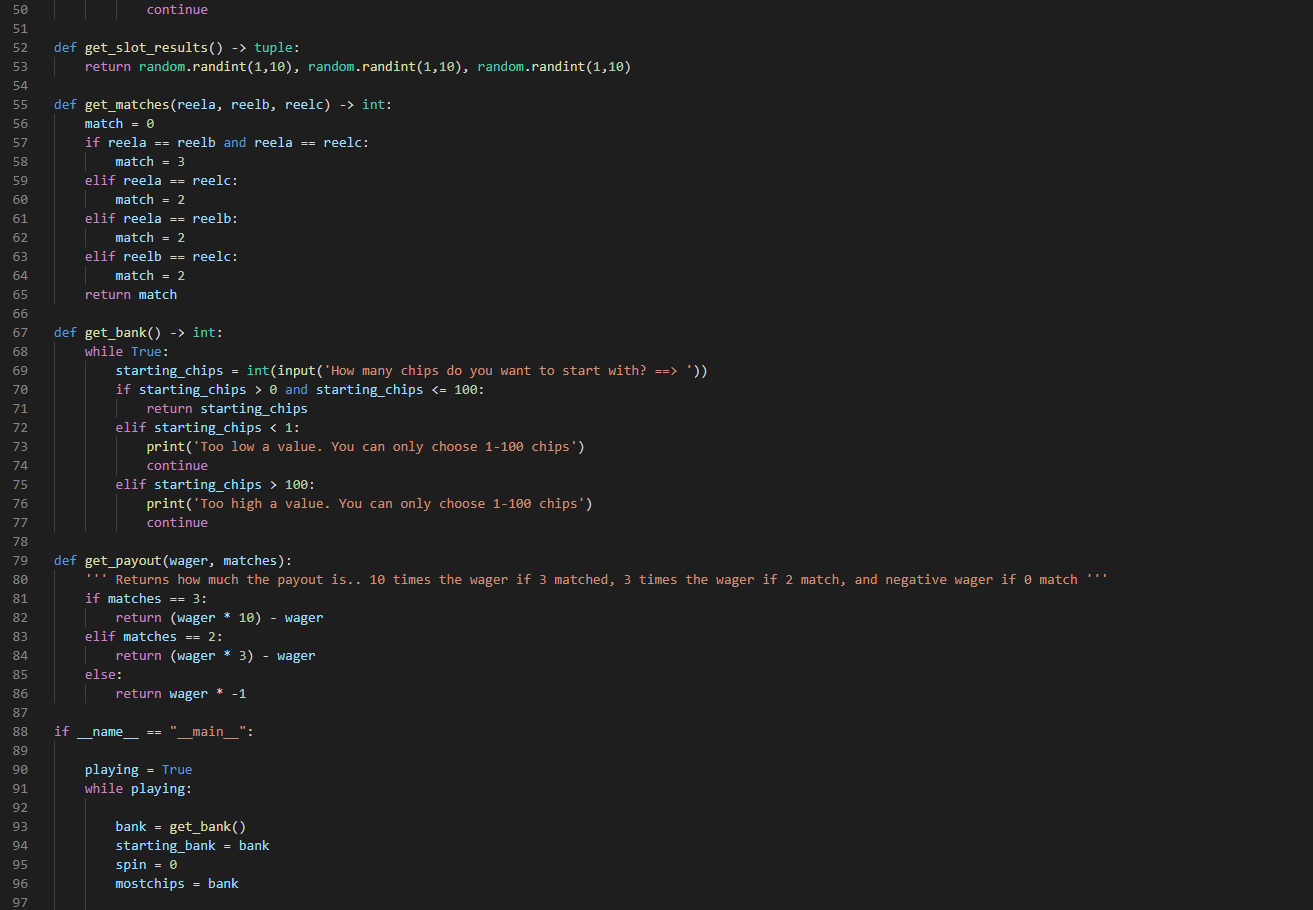 50 continue
51
52 def get_slot_results() -> tuple:
53 return random.randint(1,10), random.randint(1,10), random.randint(1,10)
54
55 def get_matches(reela, reelb, reelc) -> int:
56 match = 0
57 if reela == reelb and reela == reelc:
58 match = 3
59 elif reela == reelc:
60 match = 2
61 elif reela == reelb:
62 match = 2
63 elif reelb == reelc:
64 match = 2
65 return match
66
67 def get_bank() -> int:
68 while True:
69 starting_chips = int(input('How many chips do you want to start with? ==> '))
70 if starting_chips > 0 and starting_chips <= 100:
71 return starting_chips
72 elif starting_chips < 1:
73 print('Too low a value. You can only choose 1-100 chips')
74 continue
75 elif starting_chips > 100:
76 print('Too high a value. You can only choose 1-100 chips')
77 continue
78
79 def get_payout(wager, matches):
80 ''' Returns how much the payout is.. 10 times the wager if 3 matched, 3 times the wager if 2 match, and negative wager if 0 match '''
81 if matches == 3:
82 return (wager * 10) - wager
83 elif matches == 2:
84 return (wager * 3) - wager
85 else:
86 return wager * -1
87
88 if __name__ == "__main__":
89
90 playing = True
91 while playing:
92
93 bank = get_bank()
94 starting_bank = bank
95 spin = 0
96 mostchips = bank
97